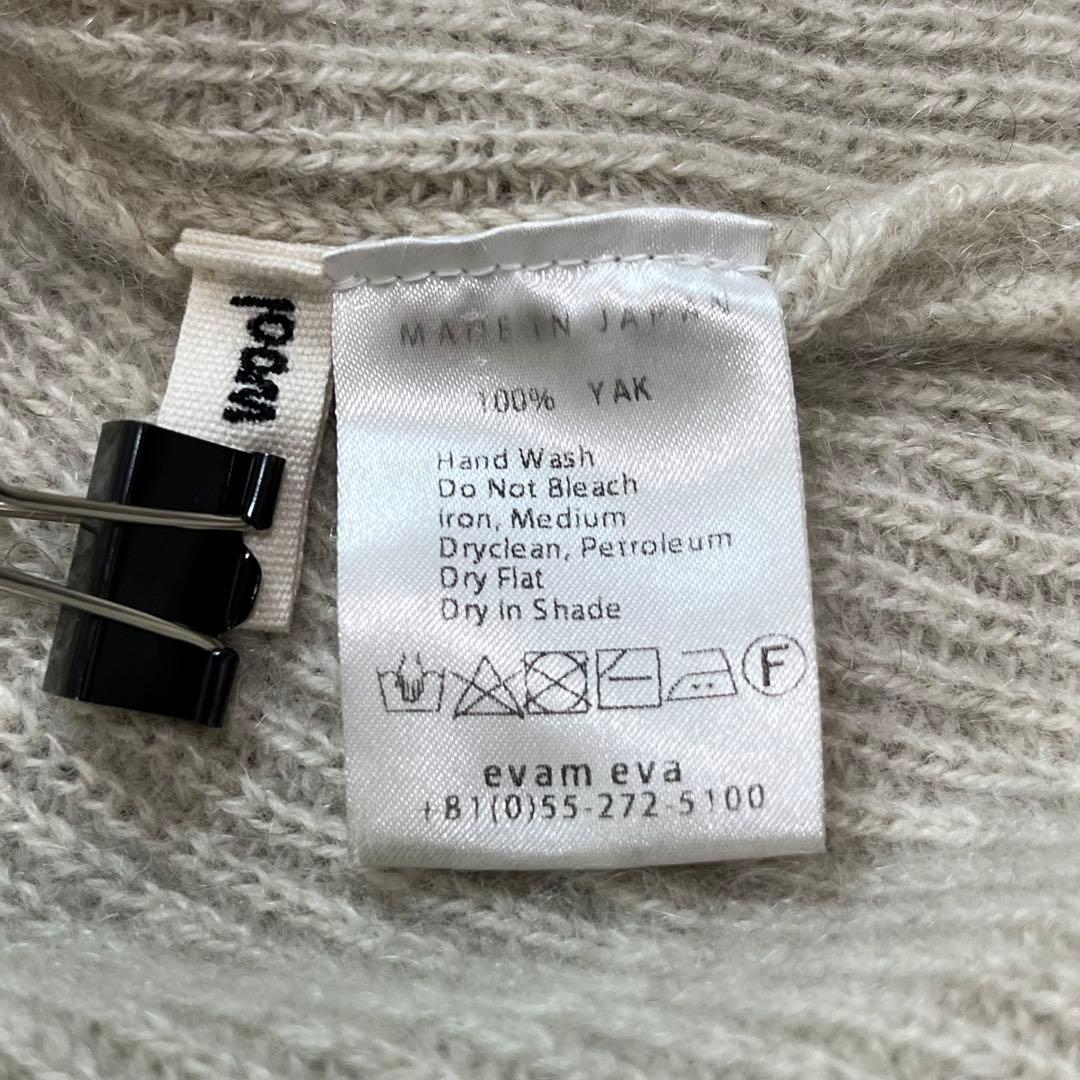 Wool
MADE IN JAPAN
100% YAK
Hand Wash
Do Not Bleach
Iron, Medium
Dryclean, Petroleum
Dry Flat
Dry in Shade
F
evam eva
+81(0)55-272-5100